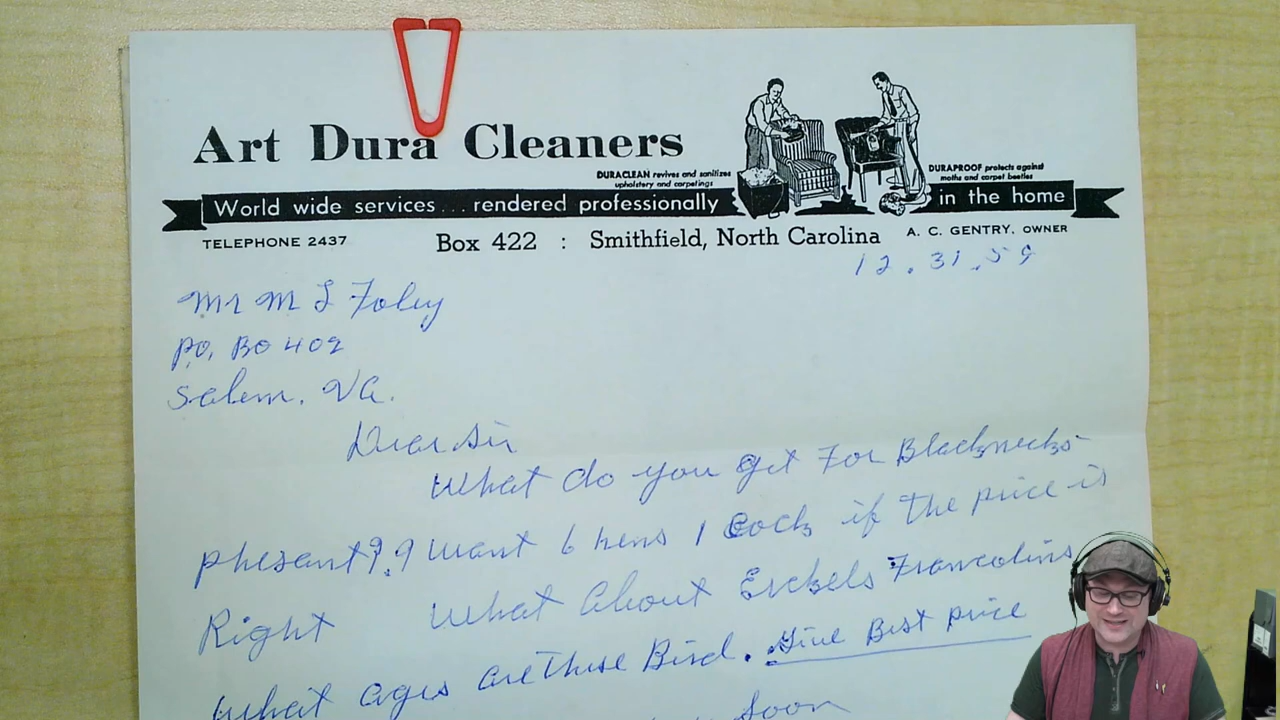 Art Dura Cleaners
DURACLEAN revives and sanitizes
upholstery and carpetings
DURAPROOF protects against
moths and carpet beetles
World wide services... rendered professionally in the home
TELEPHONE 2437 Box 422 : Smithfield, North Carolina A. C. GENTRY, OWNER
12.31.59
Mr M L Foley
P.O. BO 402
Salem, Va.
Dear Sir
What do you get For Blacknecks
Phesant? I Want 6 hens 1 Cock if the price is
Right What About Erckels Francolins
What ages are These Bird. Give Best price
Soon